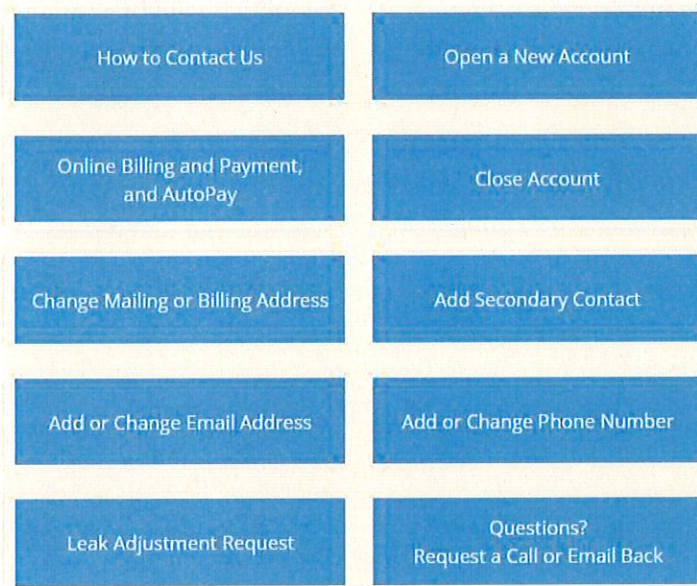 How to Contact Us
Open a New Account
Online Billing and Payment,
and AutoPay
Close Account
Change Mailing or Billing Address
Add Secondary Contact
Add or Change Email Address
Add or Change Phone Number
Leak Adjustment Request
Questions?
Request a Call or Email Back